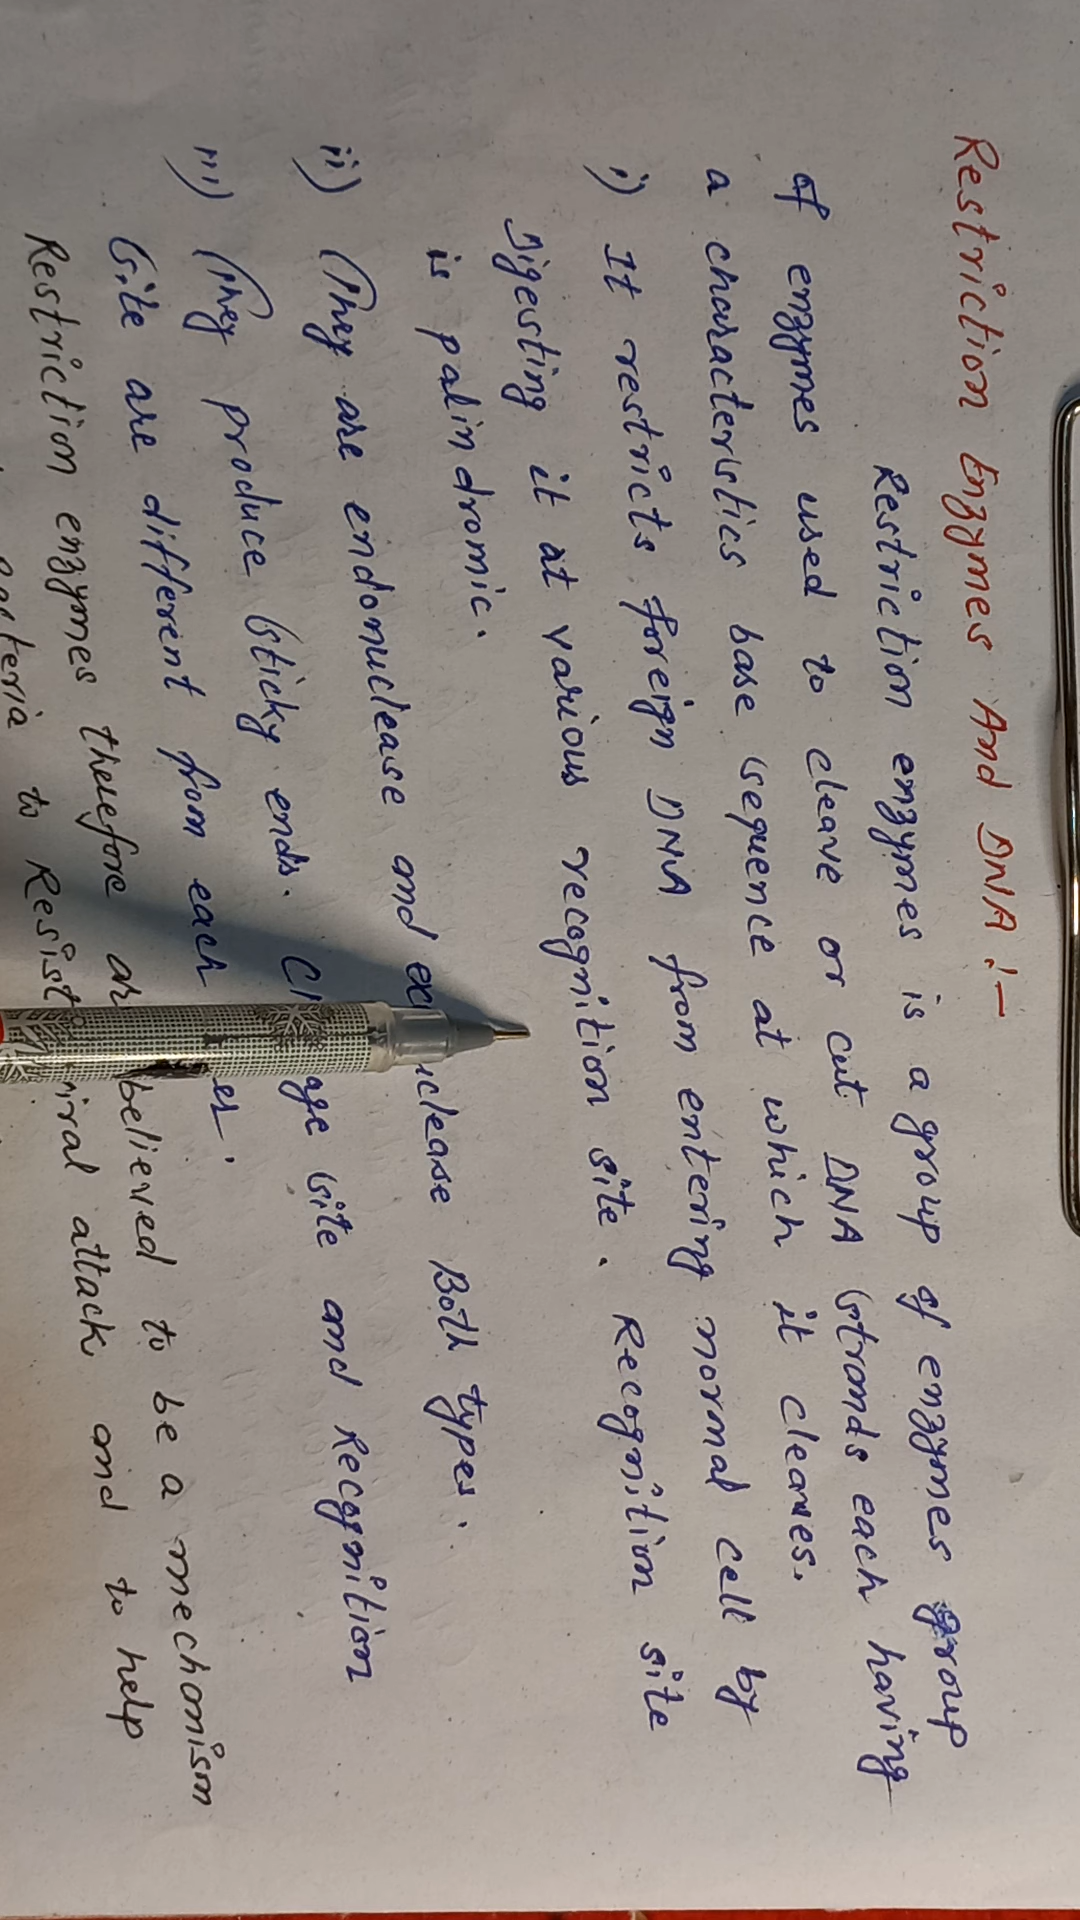 Restriction Enzymes And DNA :-
Restriction enzymes is a group of enzymes group
of enzymes used to cleave or cut DNA strands each having
a characteristics base sequence at which it cleaves.
i) It restricts foreign DNA from entering normal cell by
Digesting it at various recognition site. Recognition site
is palindromic.
ii) They are endonuclease and Both types.
iii) They produce sticky ends. site and Recognition
site are different from each
Restriction enzymes therefore believed to be a mechanism
to Resist attack and to help